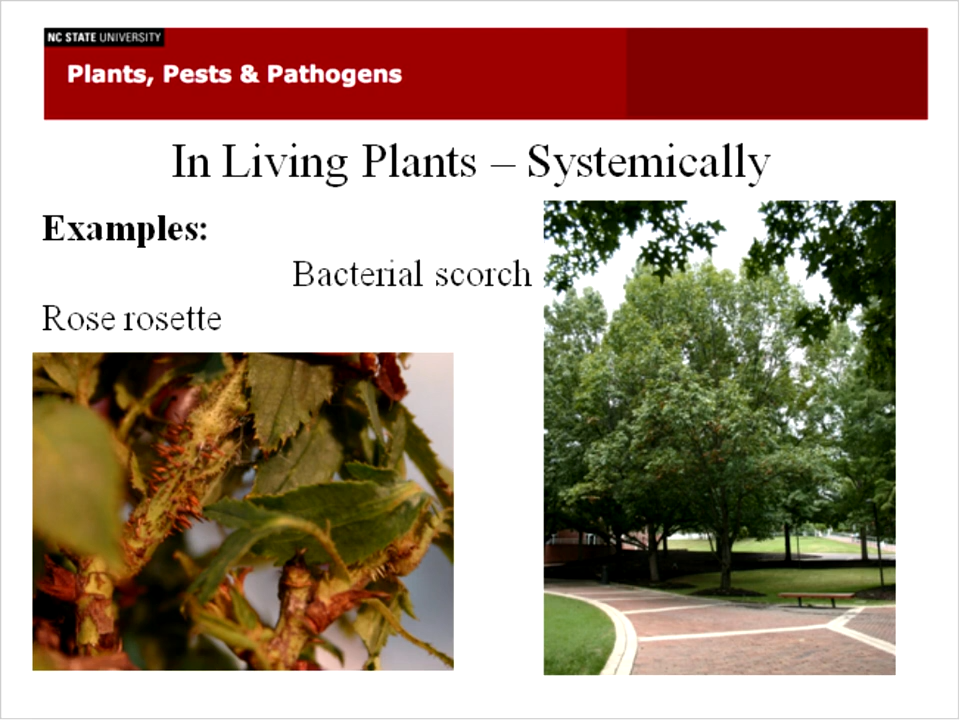 NC STATE UNIVERSITY
Plants, Pests & Pathogens
In Living Plants – Systemically
Examples:
Bacterial scorch
Rose rosette